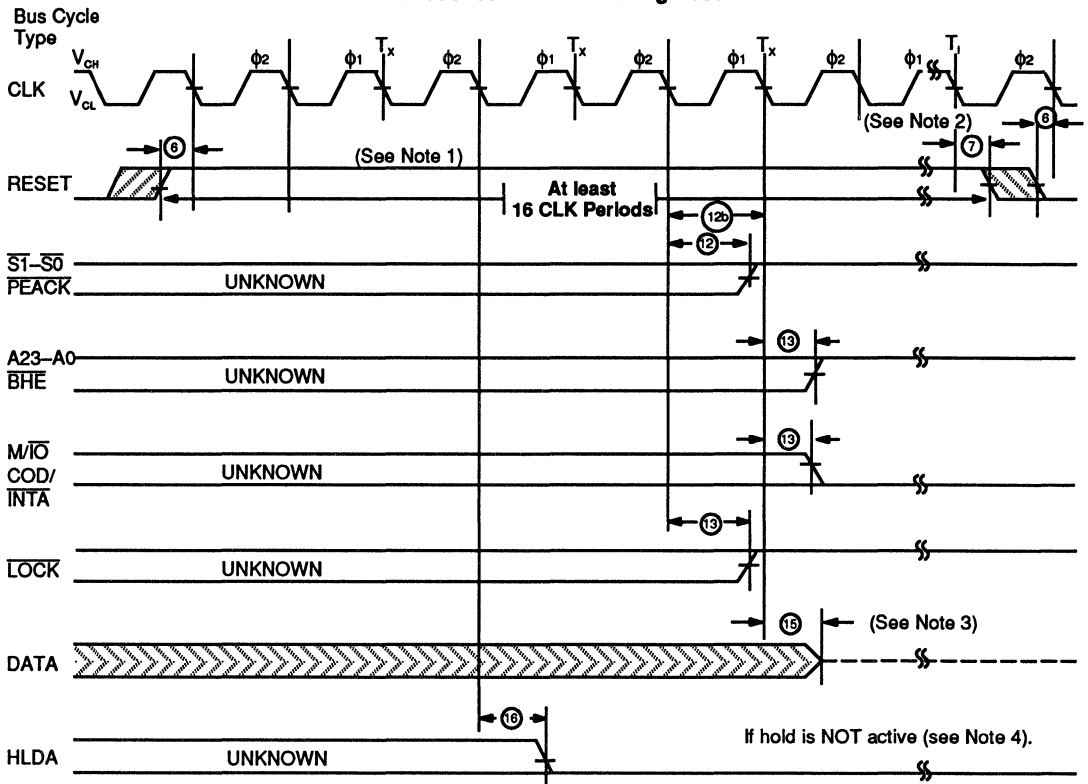 Bus Cycle
Type
V_CH
V_CL
CLK
ϕ2 ϕ1 T_x ϕ2 ϕ1 T_x ϕ2 ϕ1 T_x ϕ2 ϕ1 T_I ϕ2
(See Note 2)
6
(See Note 1)
7
6
RESET
At least
16 CLK Periods
12b
12
S1–S0
PEACK
UNKNOWN
13
A23–A0
BHE
UNKNOWN
13
M/IO
COD/
INTA
UNKNOWN
13
LOCK
UNKNOWN
15
(See Note 3)
DATA
16
HLDA
UNKNOWN
If hold is NOT active (see Note 4).